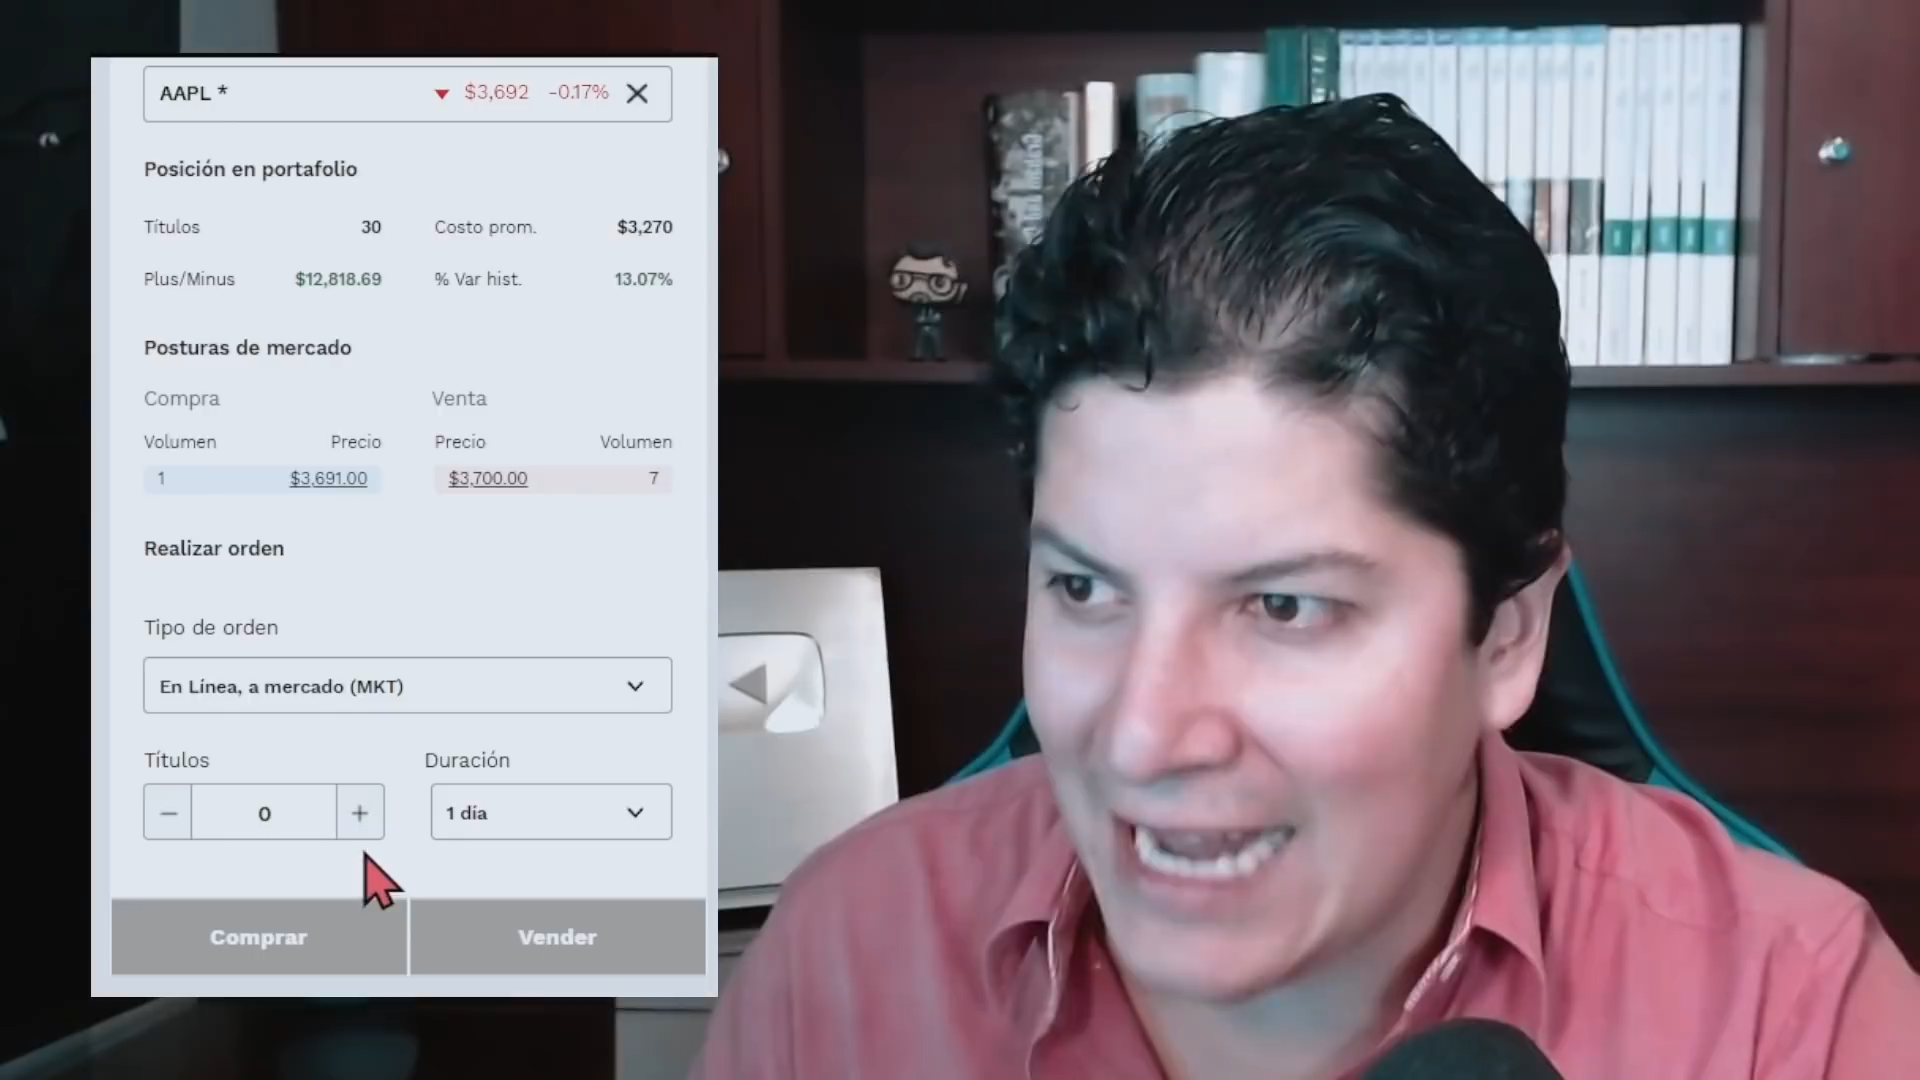 AAPL * $3,692 -0.17%
Posición en portafolio
Títulos 30 Costo prom. $3,270
Plus/Minus $12,818.69 % Var hist. 13.07%
Posturas de mercado
Compra Venta
Volumen Precio Precio Volumen
1 $3,691.00 $3,700.00 7
Realizar orden
Tipo de orden
En Línea, a mercado (MKT)
Títulos Duración
0 1 día
Comprar Vender